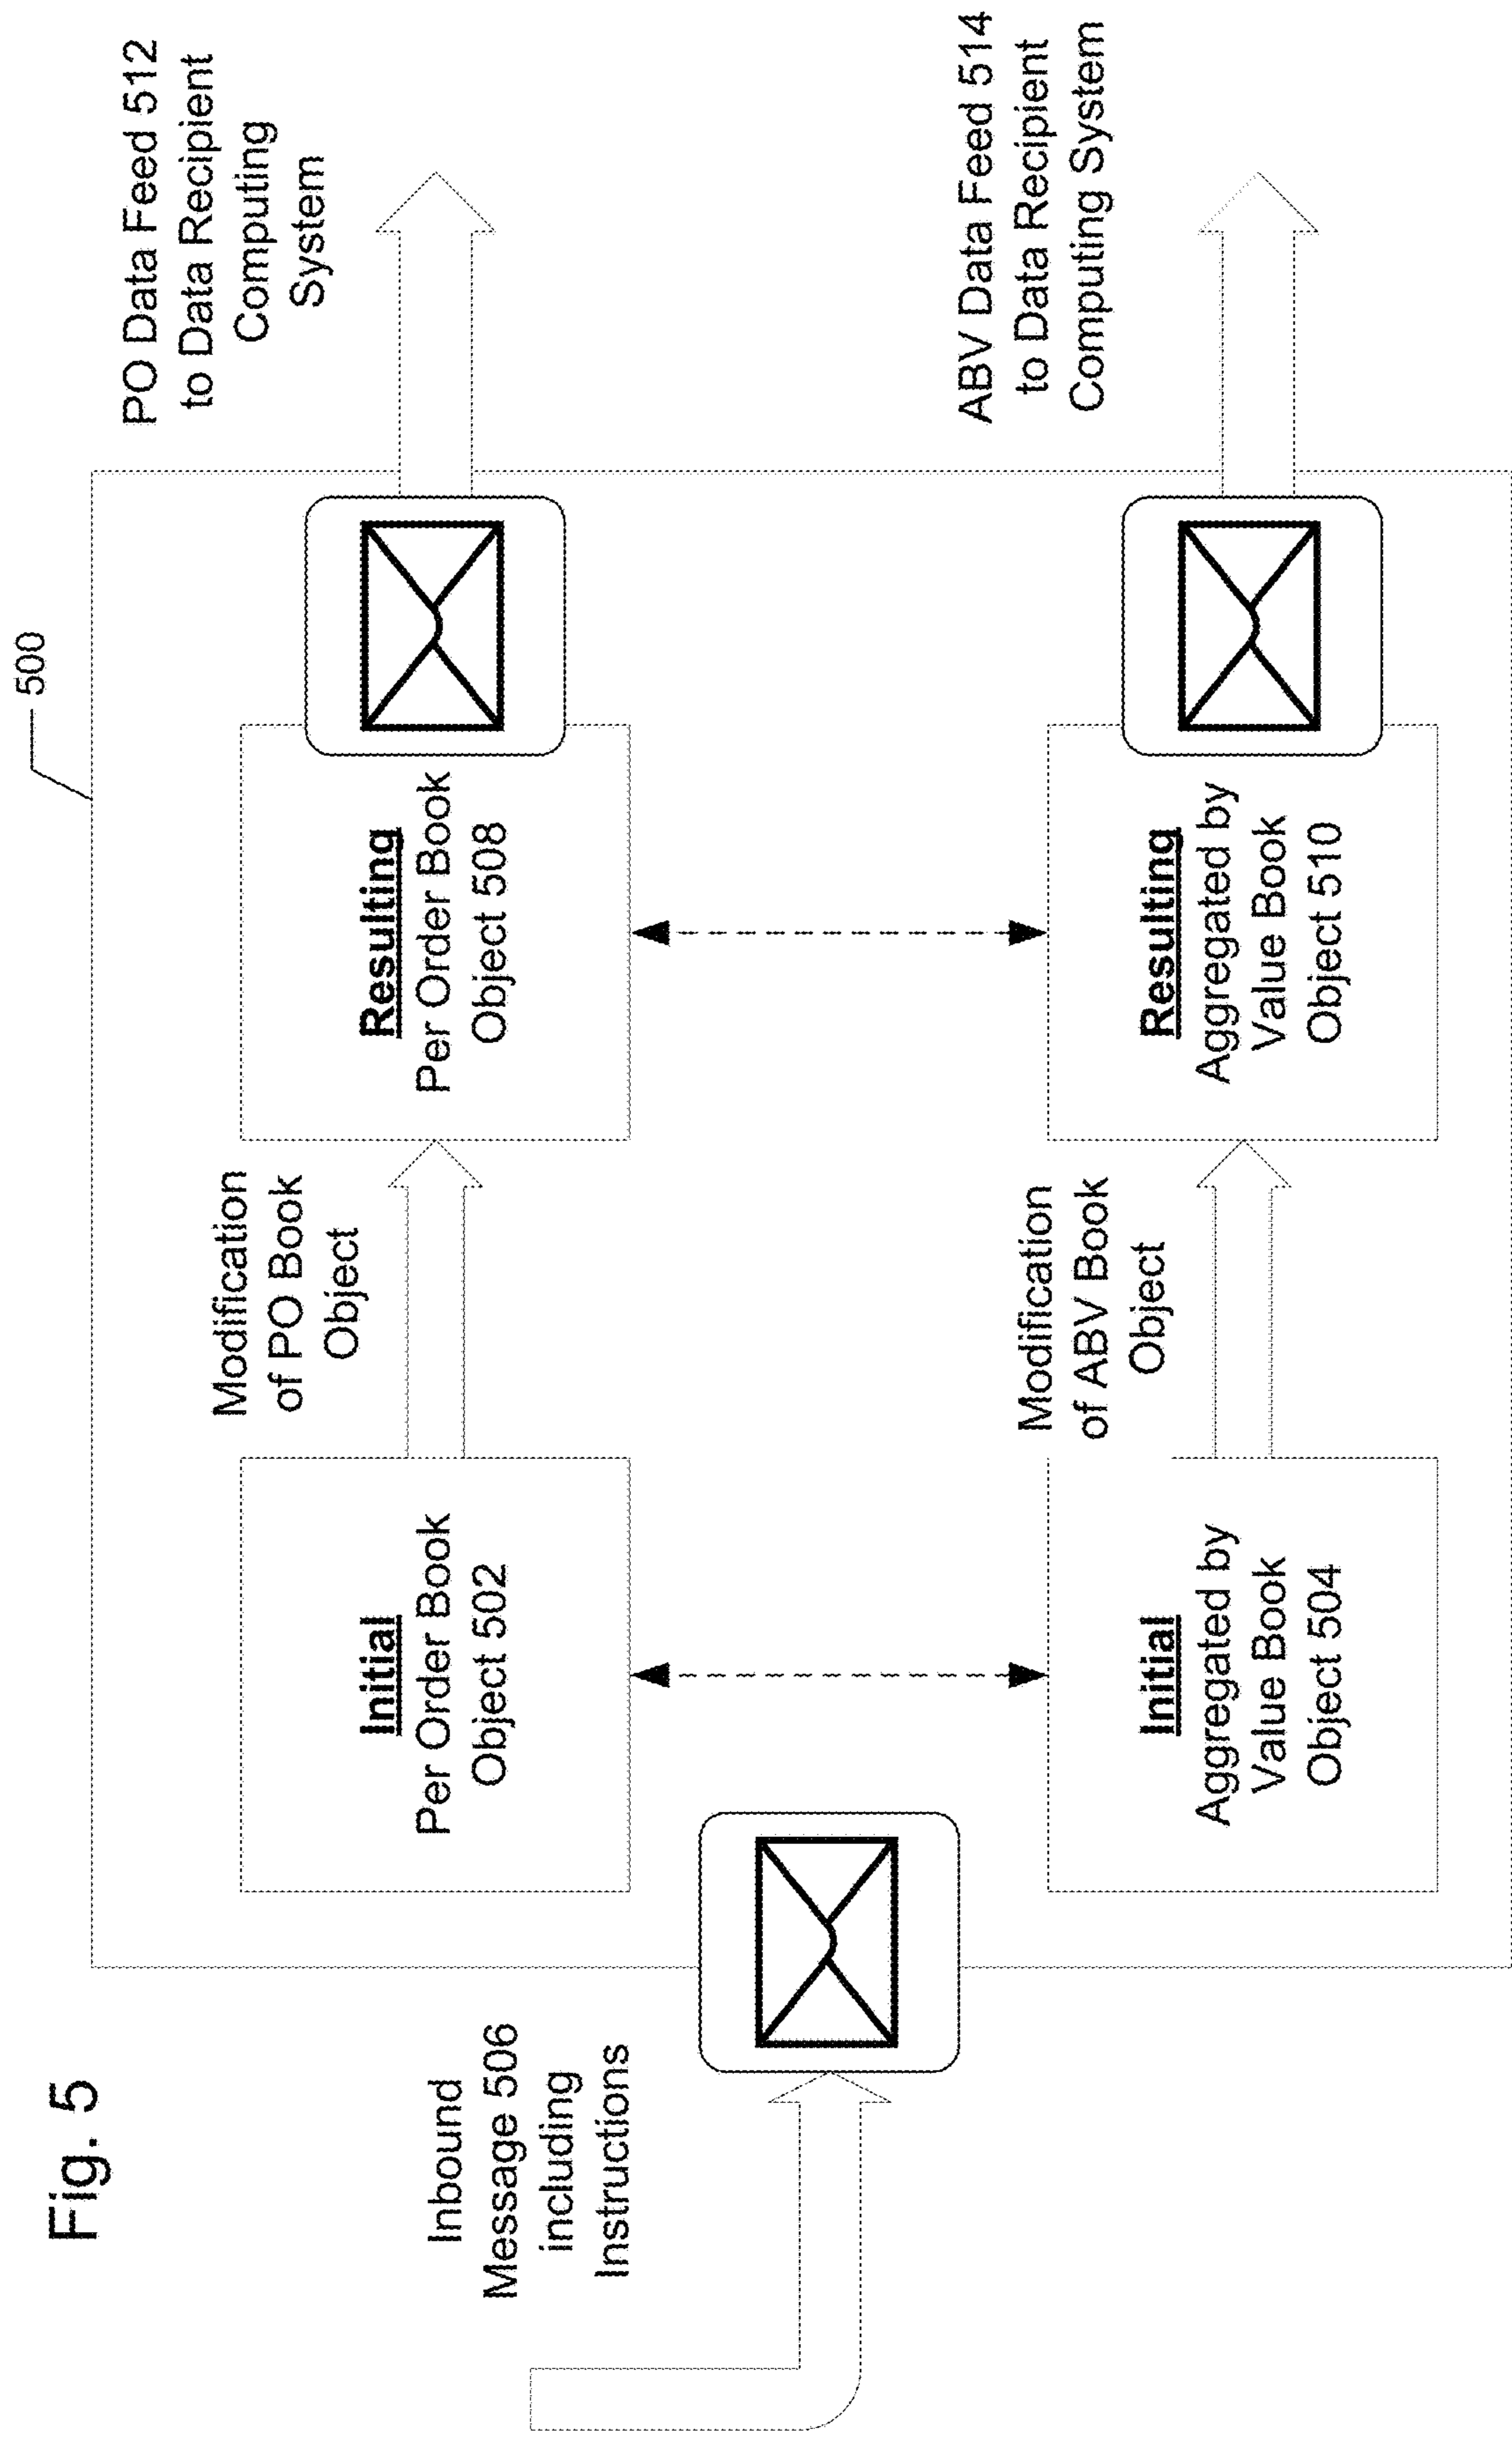 Fig. 5
500
Inbound
Message 506
including
Instructions
Initial
Per Order Book
Object 502
Modification
of PO Book
Object
Resulting
Per Order Book
Object 508
PO Data Feed 512
to Data Recipient
Computing
System
Initial
Aggregated by
Value Book
Object 504
Modification
of ABV Book
Object
Resulting
Aggregated by
Value Book
Object 510
ABV Data Feed 514
to Data Recipient
Computing System